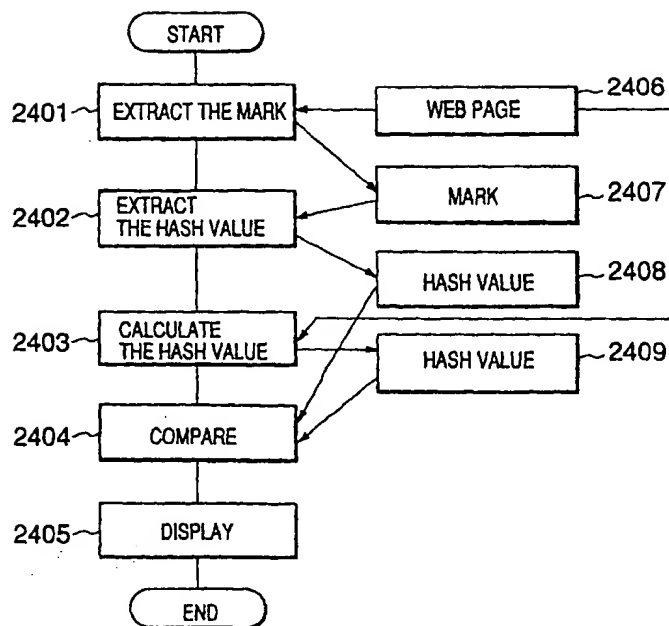 START
2401 EXTRACT THE MARK
WEB PAGE 2406
MARK 2407
2402 EXTRACT
THE HASH VALUE
HASH VALUE 2408
2403 CALCULATE
THE HASH VALUE
HASH VALUE 2409
2404 COMPARE
2405 DISPLAY
END